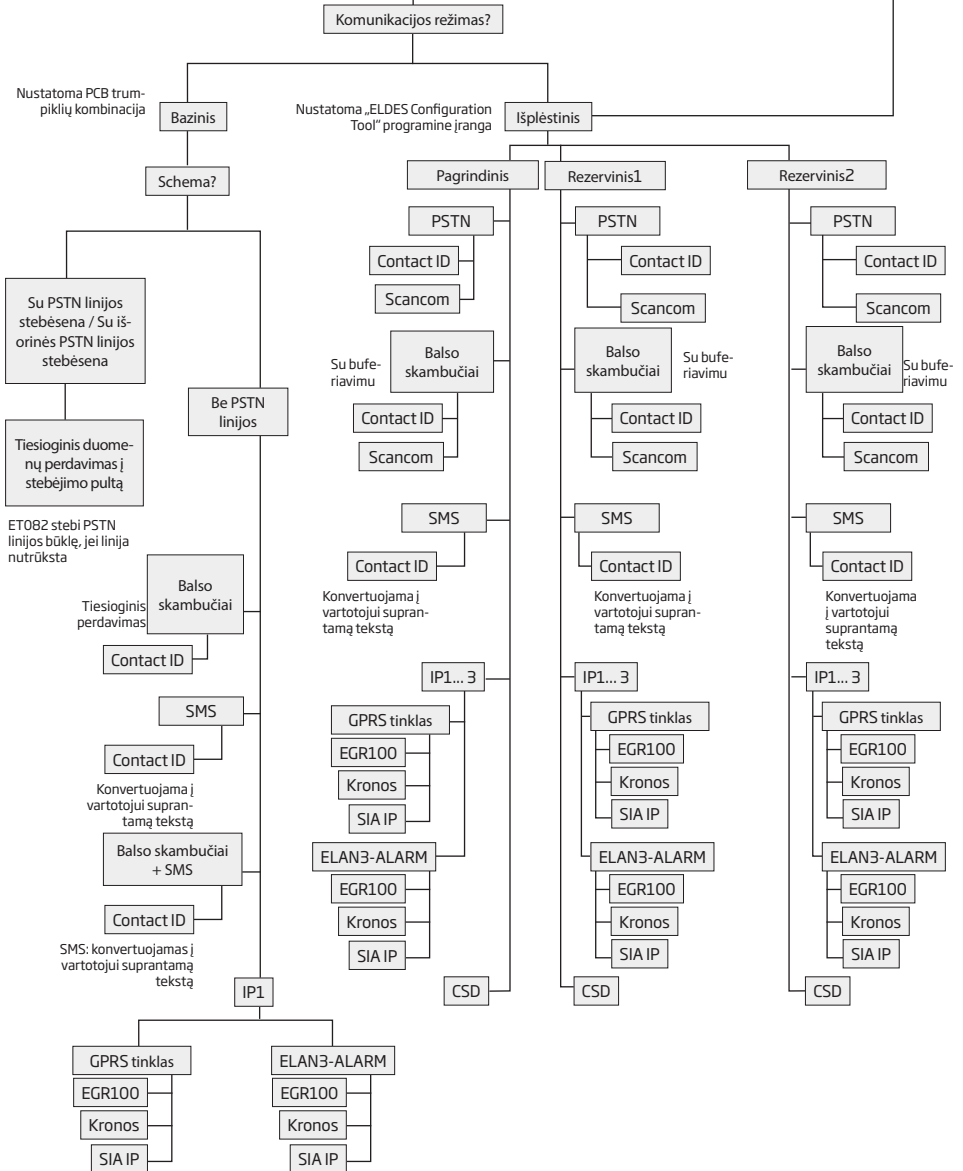 Komunikacijos režimas?
Nustatoma PCB trum-
piklių kombinacija
Bazinis
Nustatoma „ELDES Configuration
Tool“ programine įranga
Išplėstinis
Schema?
Su PSTN linijos
stebėsena / Su iš-
orinės PSTN linijos
stebėsena
Tiesioginis duome-
nų perdavimas į
stebėjimo pultą
ET082 stebi PSTN
linijos būklę, jei linija
nutrūksta
Be PSTN
linijos
Balso
skambučiai
Tiesioginis
perdavimas
Contact ID
SMS
Contact ID
Konvertuojama į
vartotojui supran-
tamą tekstą
Balso skambučiai
+ SMS
Contact ID
SMS: konvertuojamas į
vartotojui suprantamą
tekstą
IP1
GPRS tinklas
EGR100
Kronos
SIA IP
ELAN3-ALARM
EGR100
Kronos
SIA IP
Pagrindinis
PSTN
Contact ID
Scancom
Su bufe-
riavimu
Balso
skambučiai
Contact ID
Scancom
SMS
Contact ID
Konvertuojama į
vartotojui supran-
tamą tekstą
IP1... 3
GPRS tinklas
EGR100
Kronos
SIA IP
ELAN3-ALARM
EGR100
Kronos
SIA IP
CSD
Rezervinis1
PSTN
Contact ID
Scancom
Balso
skambučiai
Su bufe-
riavimu
Contact ID
Scancom
SMS
Contact ID
Konvertuojama į
vartotojui supran-
tamą tekstą
IP1... 3
GPRS tinklas
EGR100
Kronos
SIA IP
ELAN3-ALARM
EGR100
Kronos
SIA IP
CSD
Rezervinis2
PSTN
Contact ID
Scancom
Balso
skambučiai
Su bufe-
riavimu
Contact ID
Scancom
SMS
Contact ID
Konvertuojama
į vartotojui
suprantamą
tekstą
IP1... 3
GPRS tinklas
EGR100
Kronos
SIA IP
ELAN3-ALARM
EGR100
Kronos
SIA IP
CSD